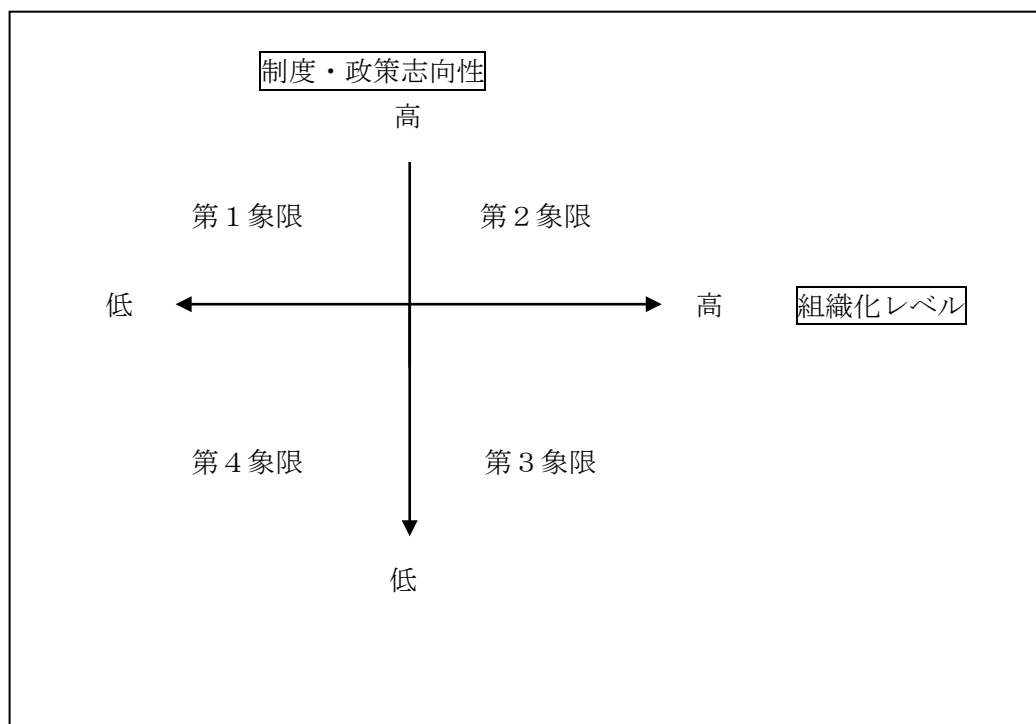 制度・政策志向性
高
第１象限
第２象限
低
高
組織化レベル
第４象限
第３象限
低